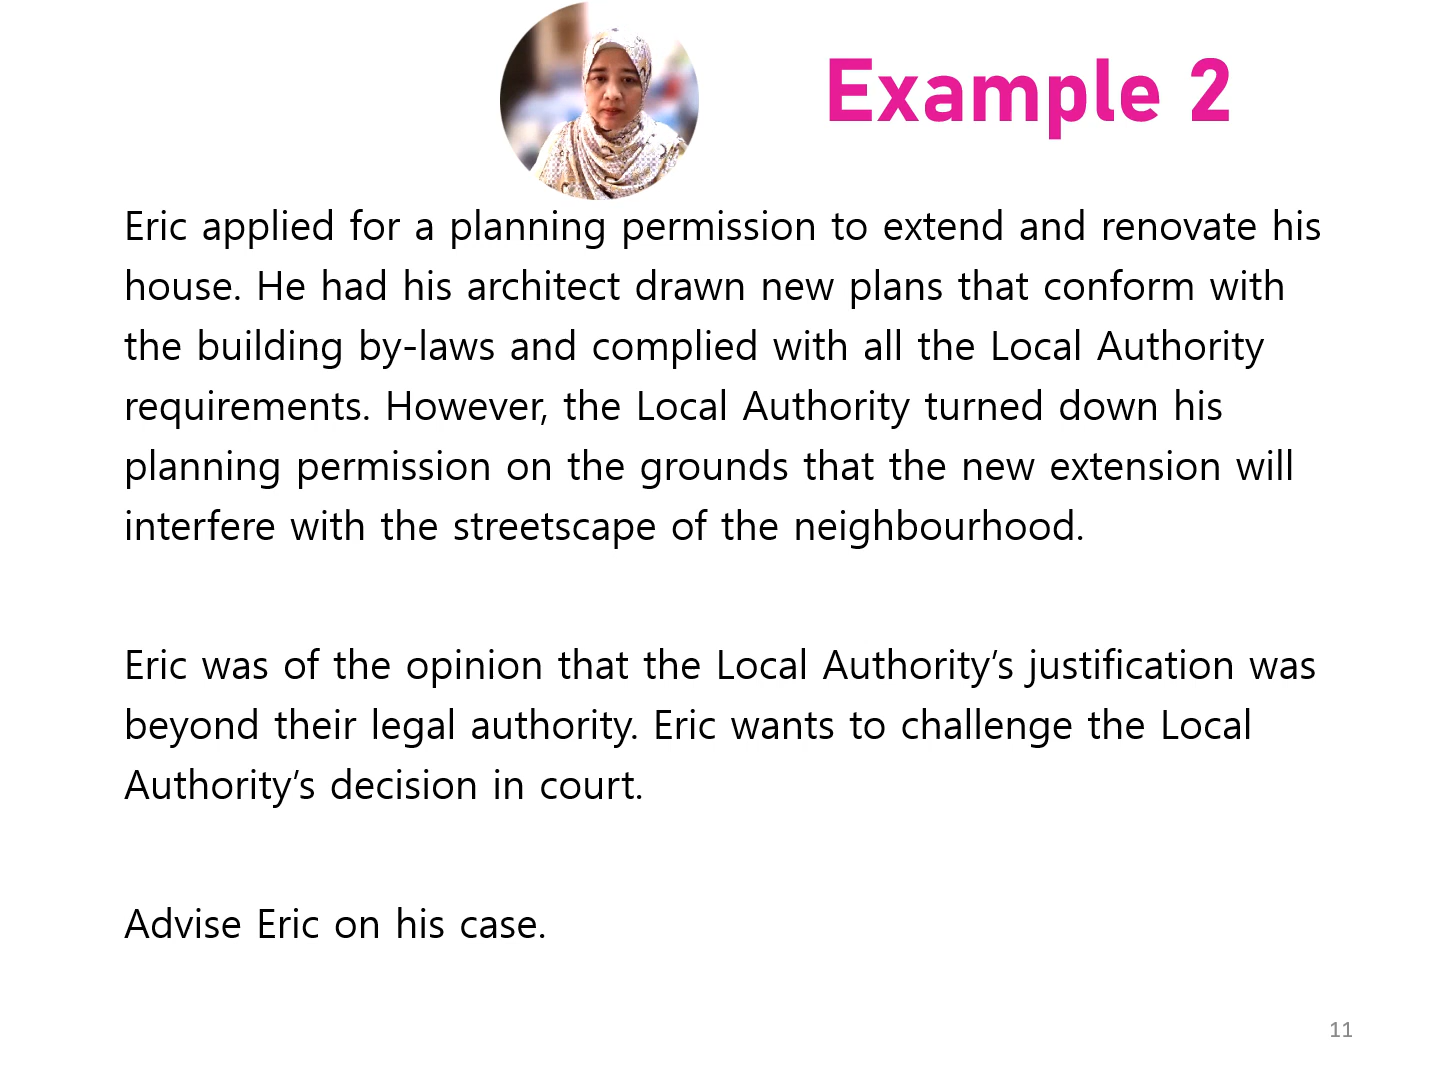 Example 2
Eric applied for a planning permission to extend and renovate his
house. He had his architect drawn new plans that conform with
the building by-laws and complied with all the Local Authority
requirements. However, the Local Authority turned down his
planning permission on the grounds that the new extension will
interfere with the streetscape of the neighbourhood.
Eric was of the opinion that the Local Authority’s justification was
beyond their legal authority. Eric wants to challenge the Local
Authority’s decision in court.
Advise Eric on his case.
11